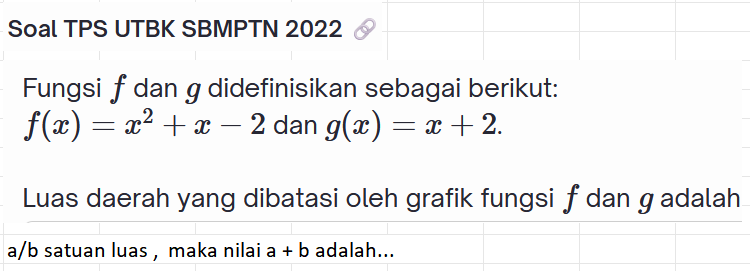 Soal TPS UTBK SBMPTN 2022
Fungsi f dan g didefinisikan sebagai berikut:
f(x) = x² + x − 2 dan g(x) = x + 2.
Luas daerah yang dibatasi oleh grafik fungsi f dan g adalah
a/b satuan luas , maka nilai a + b adalah...